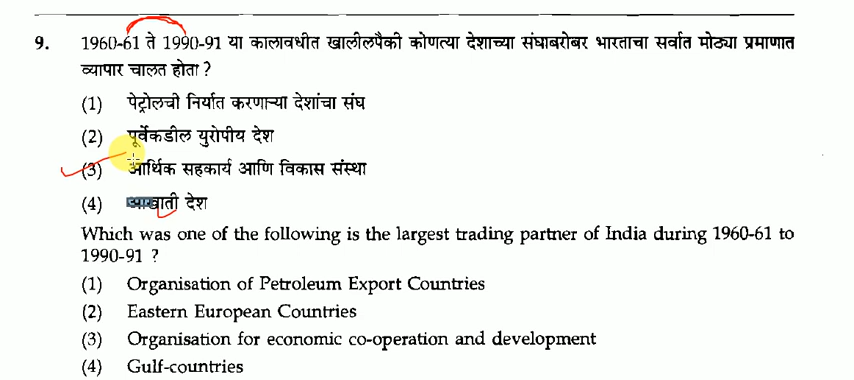 9. 1960-61 ते 1990-91 या कालावधीत खालीलपैकी कोणत्या देशाच्या संघाबरोबर भारताचा सर्वात मोठ्या प्रमाणात
व्यापार चालत होता ?
(1) पेट्रोलची निर्यात करणाऱ्या देशांचा संघ
(2) पूर्वेकडील युरोपीय देश
(3) आर्थिक सहकार्य आणि विकास संस्था
(4) आखाती देश
Which was one of the following is the largest trading partner of India during 1960-61 to
1990-91 ?
(1) Organisation of Petroleum Export Countries
(2) Eastern European Countries
(3) Organisation for economic co-operation and development
(4) Gulf-countries